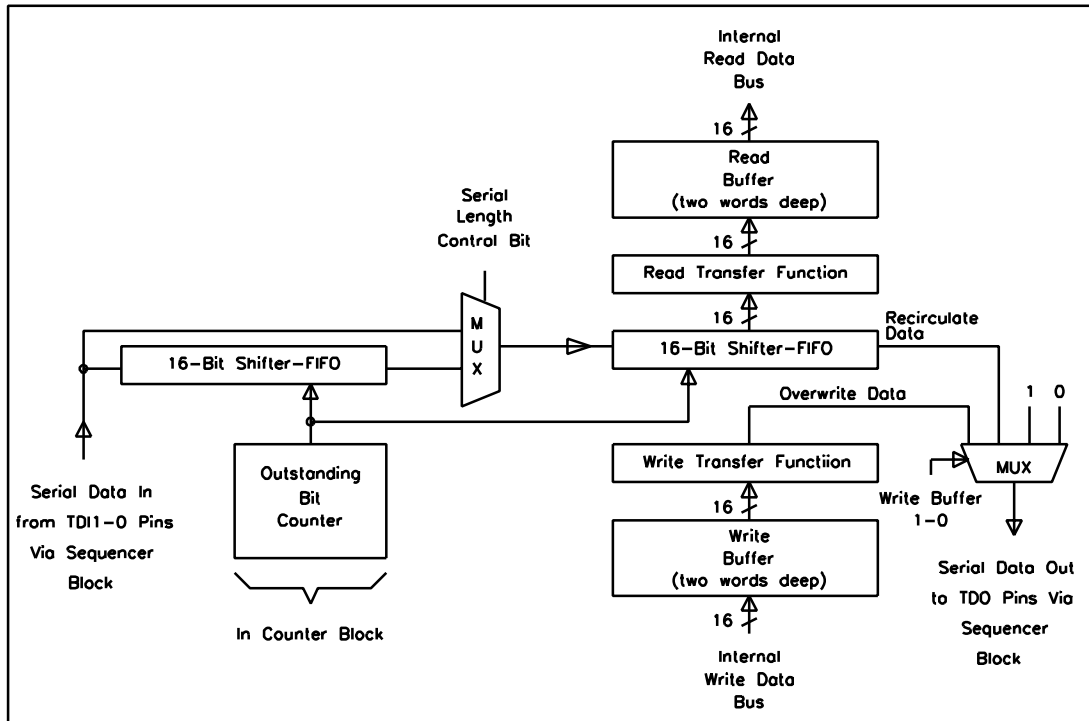 Internal
Read Data
Bus
16
Read
Buffer
(two words deep)
16
Read Transfer Function
16
Serial
Length
Control Bit
M
U
X
16-Bit Shifter-FIFO
16-Bit Shifter-FIFO
Recirculate
Data
Overwrite Data
1 0
MUX
Write Buffer
1-0
Outstanding
Bit
Counter
Write Transfer Functiion
16
Write
Buffer
(two words deep)
16
Internal
Write Data
Bus
Serial Data In
from TDI1-0 Pins
Via Sequencer
Block
In Counter Block
Serial Data Out
to TDO Pins Via
Sequencer
Block